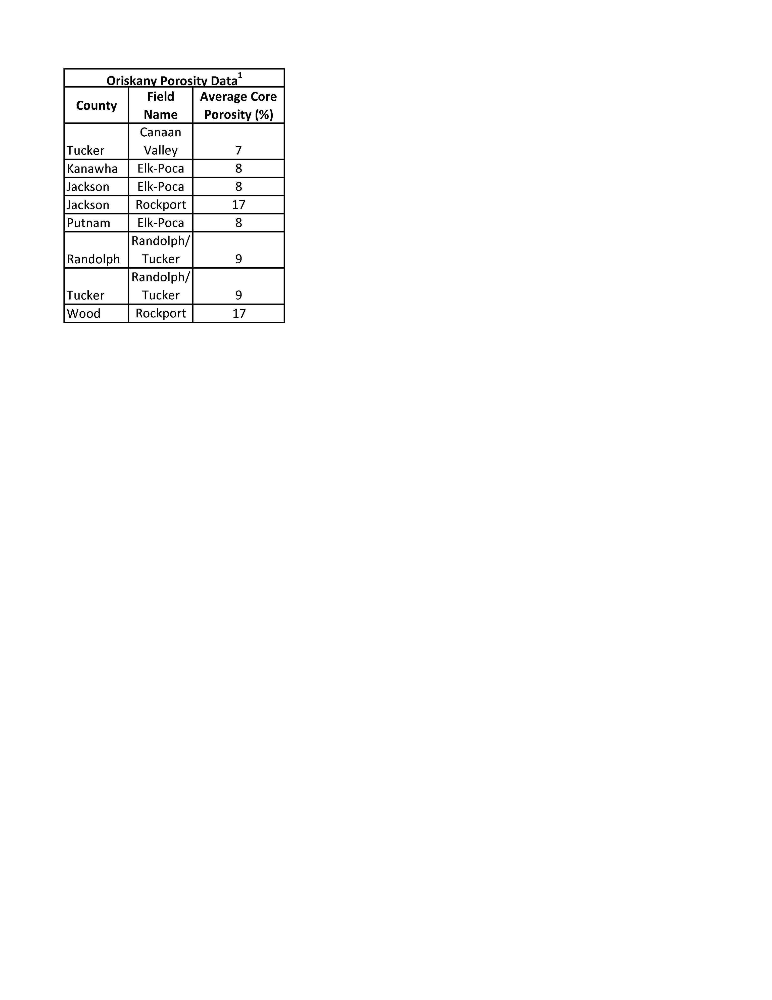 Oriskany Porosity Data1
County
Field
Name
Average Core
Porosity (%)
Tucker
Canaan
Valley
7
Kanawha Elk-Poca 8
Jackson Elk-Poca 8
Jackson Rockport 17
Putnam Elk-Poca 8
Randolph
Randolph/
Tucker
9
Tucker
Randolph/
Tucker
9
Wood Rockport 17